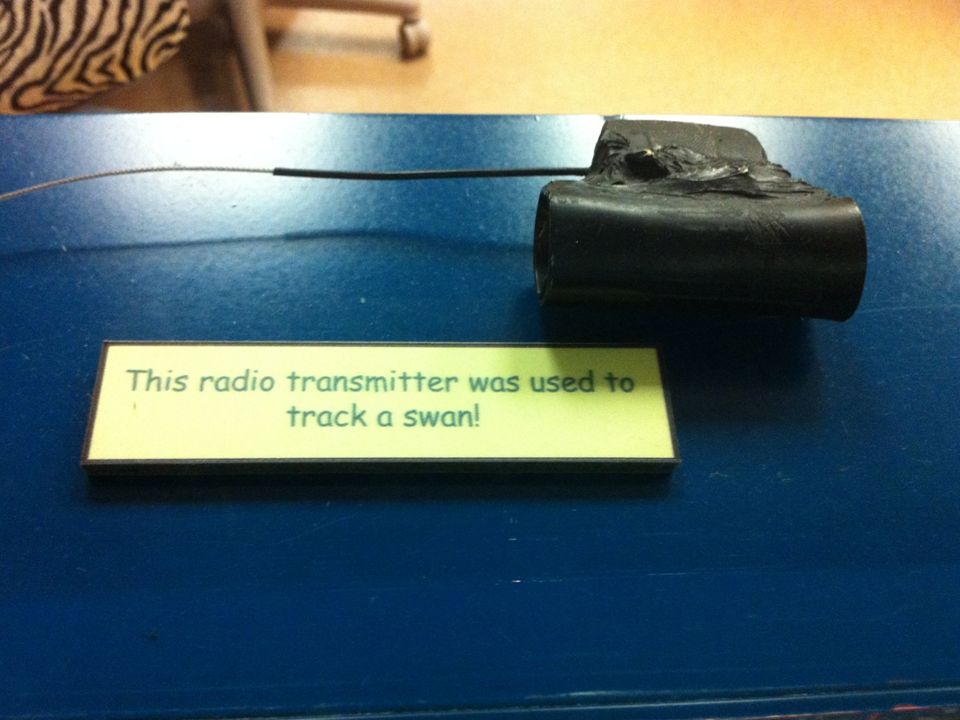 This radio transmitter was used to
track a swan!